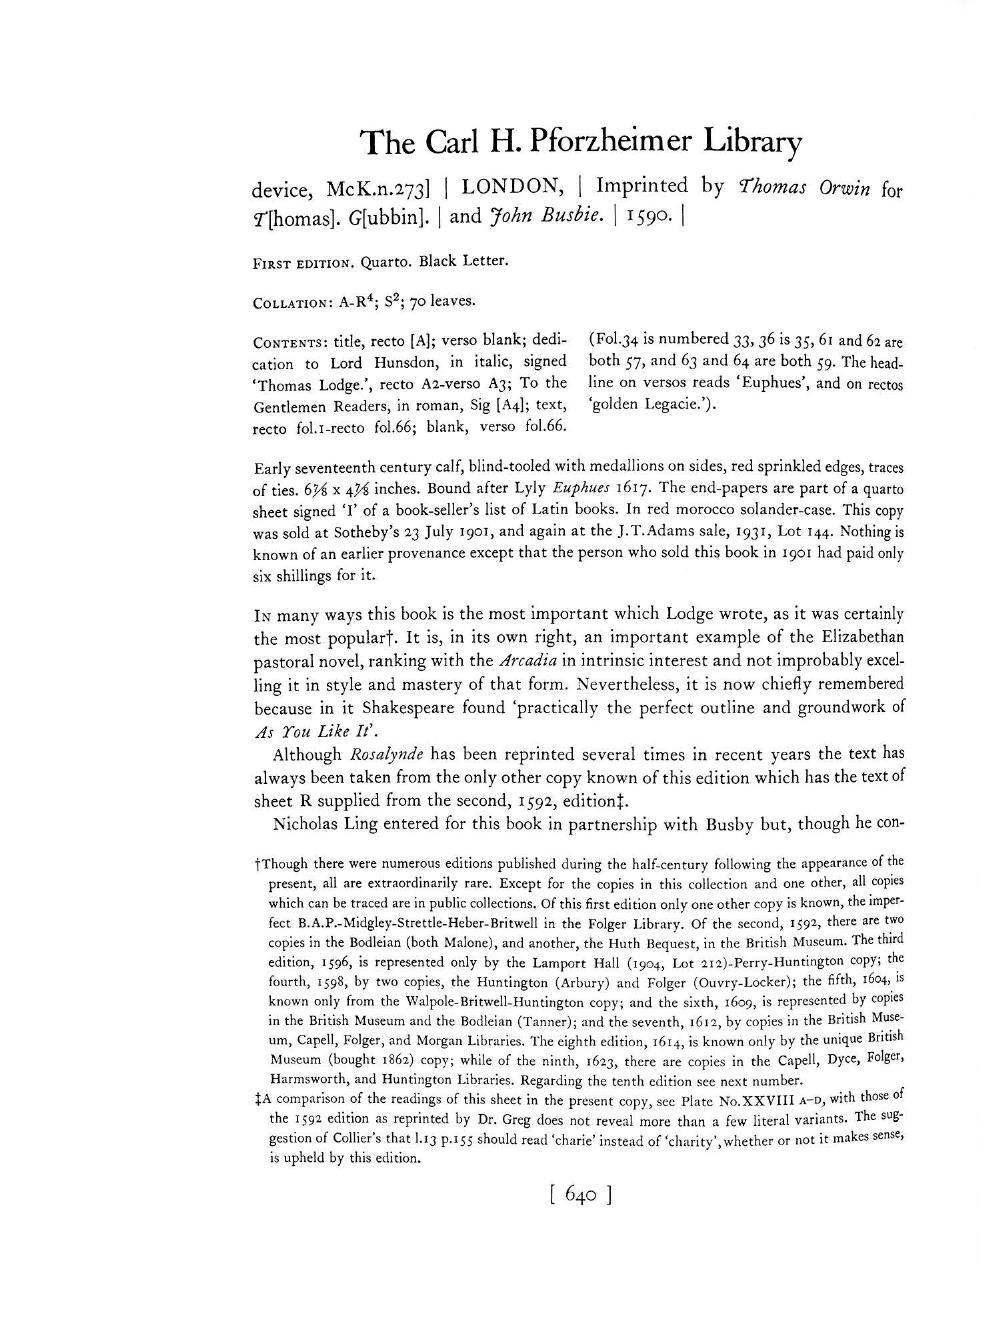 The Carl H. Pforzheimer Library
device, McK.n.273] | LONDON, | Imprinted by Thomas Orwin for
T[homas]. G[ubbin]. | and John Busbie. | 1590. |
FIRST EDITION. Quarto. Black Letter.
COLLATION: A-R⁴; S²; 70 leaves.
CONTENTS: title, recto [A]; verso blank; dedi-
cation to Lord Hunsdon, in italic, signed
‘Thomas Lodge.’, recto A2-verso A3; To the
Gentlemen Readers, in roman, Sig [A4]; text,
recto fol.1-recto fol.66; blank, verso fol.66.
(Fol.34 is numbered 33, 36 is 35, 61 and 62 are
both 57, and 63 and 64 are both 59. The head-
line on versos reads ‘Euphues’, and on rectos
‘golden Legacie.’).
Early seventeenth century calf, blind-tooled with medallions on sides, red sprinkled edges, traces
of ties. 6⅞ x 4⅞ inches. Bound after Lyly Euphues 1617. The end-papers are part of a quarto
sheet signed ‘I’ of a book-seller’s list of Latin books. In red morocco solander-case. This copy
was sold at Sotheby’s 23 July 1901, and again at the J.T.Adams sale, 1931, Lot 144. Nothing is
known of an earlier provenance except that the person who sold this book in 1901 had paid only
six shillings for it.
IN many ways this book is the most important which Lodge wrote, as it was certainly
the most popular†. It is, in its own right, an important example of the Elizabethan
pastoral novel, ranking with the Arcadia in intrinsic interest and not improbably excel-
ling it in style and mastery of that form. Nevertheless, it is now chiefly remembered
because in it Shakespeare found ‘practically the perfect outline and groundwork of
As You Like It’.
Although Rosalynde has been reprinted several times in recent years the text has
always been taken from the only other copy known of this edition which has the text of
sheet R supplied from the second, 1592, edition‡.
Nicholas Ling entered for this book in partnership with Busby but, though he con-
†Though there were numerous editions published during the half-century following the appearance of the
present, all are extraordinarily rare. Except for the copies in this collection and one other, all copies
which can be traced are in public collections. Of this first edition only one other copy is known, the imper-
fect B.A.P.-Midgley-Strettle-Heber-Britwell in the Folger Library. Of the second, 1592, there are two
copies in the Bodleian (both Malone), and another, the Huth Bequest, in the British Museum. The third
edition, 1596, is represented only by the Lamport Hall (1904, Lot 212)-Perry-Huntington copy; the
fourth, 1598, by two copies, the Huntington (Arbury) and Folger (Ouvry-Locker); the fifth, 1604, is
known only from the Walpole-Britwell-Huntington copy; and the sixth, 1609, is represented by copies
in the British Museum and the Bodleian (Tanner); and the seventh, 1612, by copies in the British Muse-
um, Capell, Folger, and Morgan Libraries. The eighth edition, 1614, is known only by the unique British
Museum (bought 1862) copy; while of the ninth, 1623, there are copies in the Capell, Dyce, Folger,
Harmsworth, and Huntington Libraries. Regarding the tenth edition see next number.
‡A comparison of the readings of this sheet in the present copy, see Plate No.XXVIII A-D, with those of
the 1592 edition as reprinted by Dr. Greg does not reveal more than a few literal variants. The sug-
gestion of Collier’s that l.13 p.155 should read ‘charie’ instead of ‘charity’, whether or not it makes sense,
is upheld by this edition.
[ 640 ]